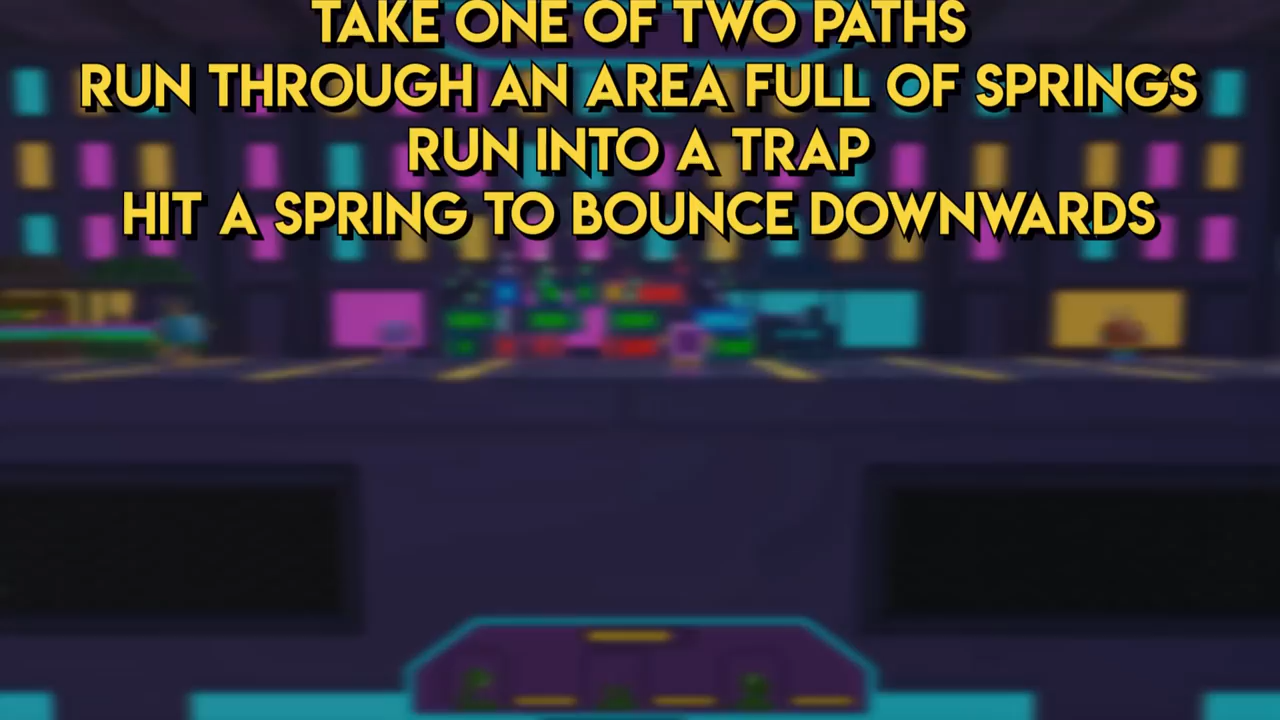 TAKE ONE OF TWO PATHS
RUN THROUGH AN AREA FULL OF SPRINGS
RUN INTO A TRAP
HIT A SPRING TO BOUNCE DOWNWARDS